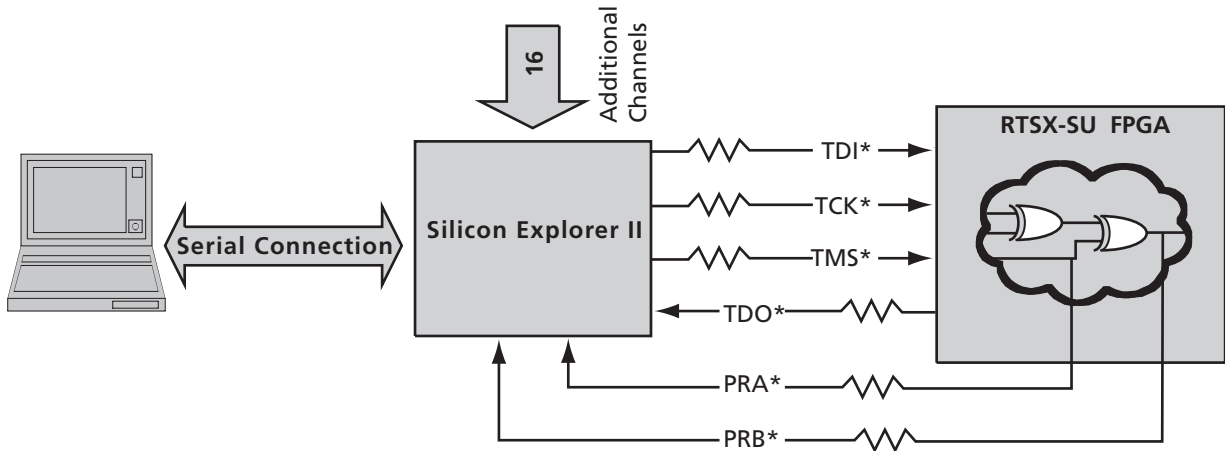 16
Additional
Channels
RTSX-SU FPGA
TDI*
TCK*
Serial Connection
Silicon Explorer II
TMS*
TDO*
PRA*
PRB*